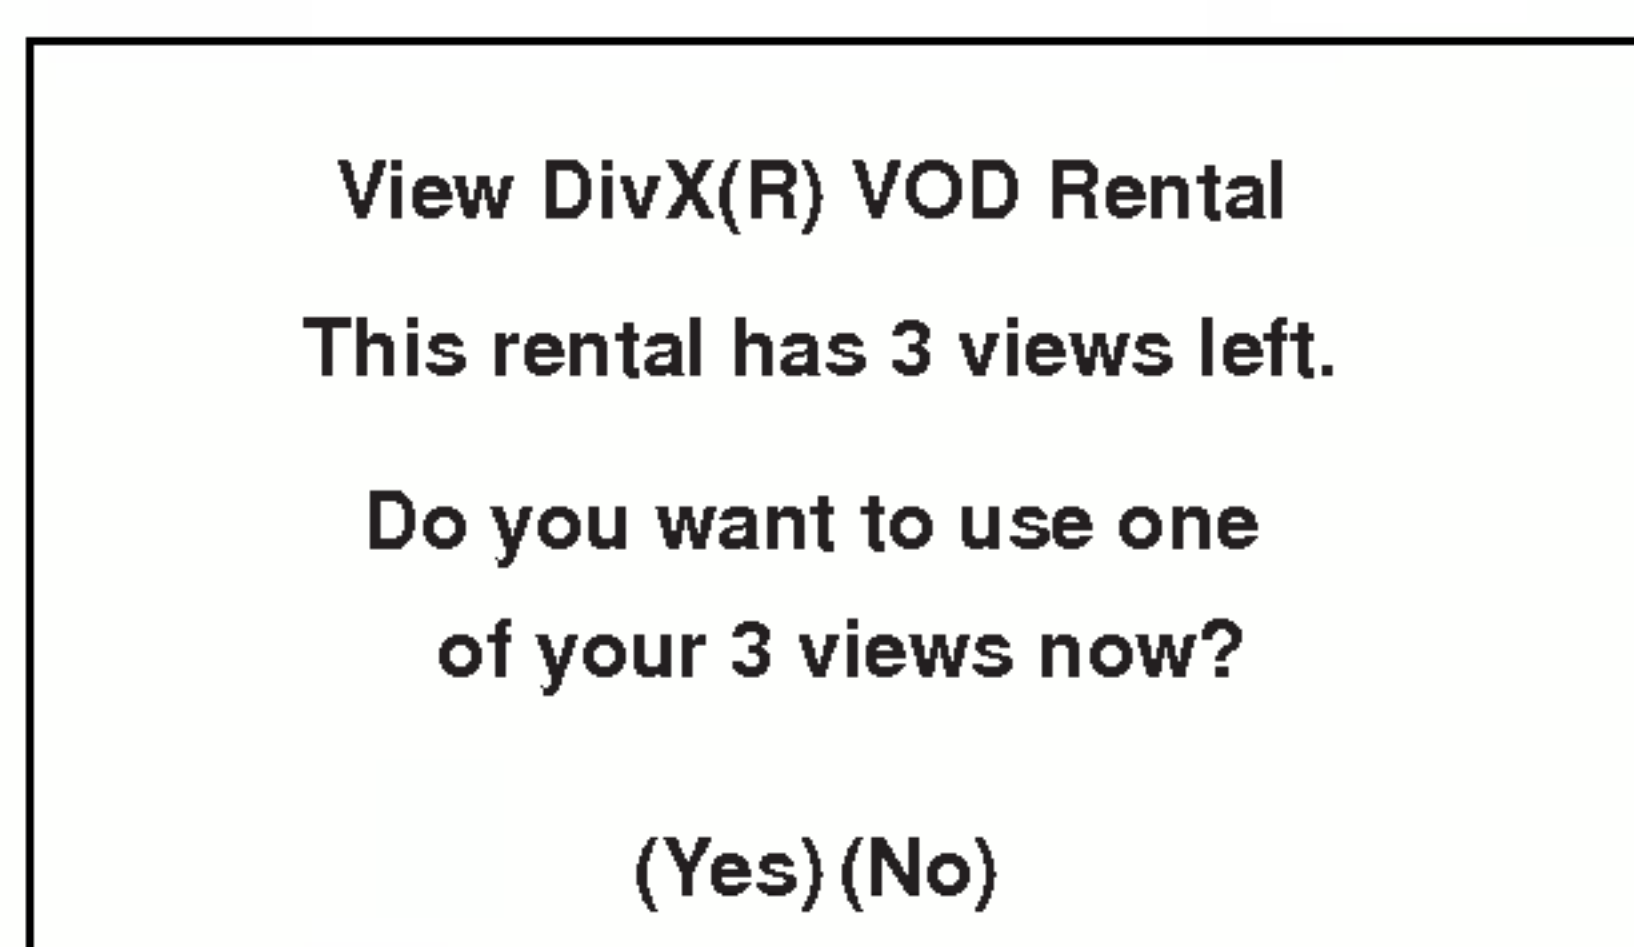 View DivX(R) VOD Rental
This rental has 3 views left.
Do you want to use one
of your 3 views now?
(Yes) (No)